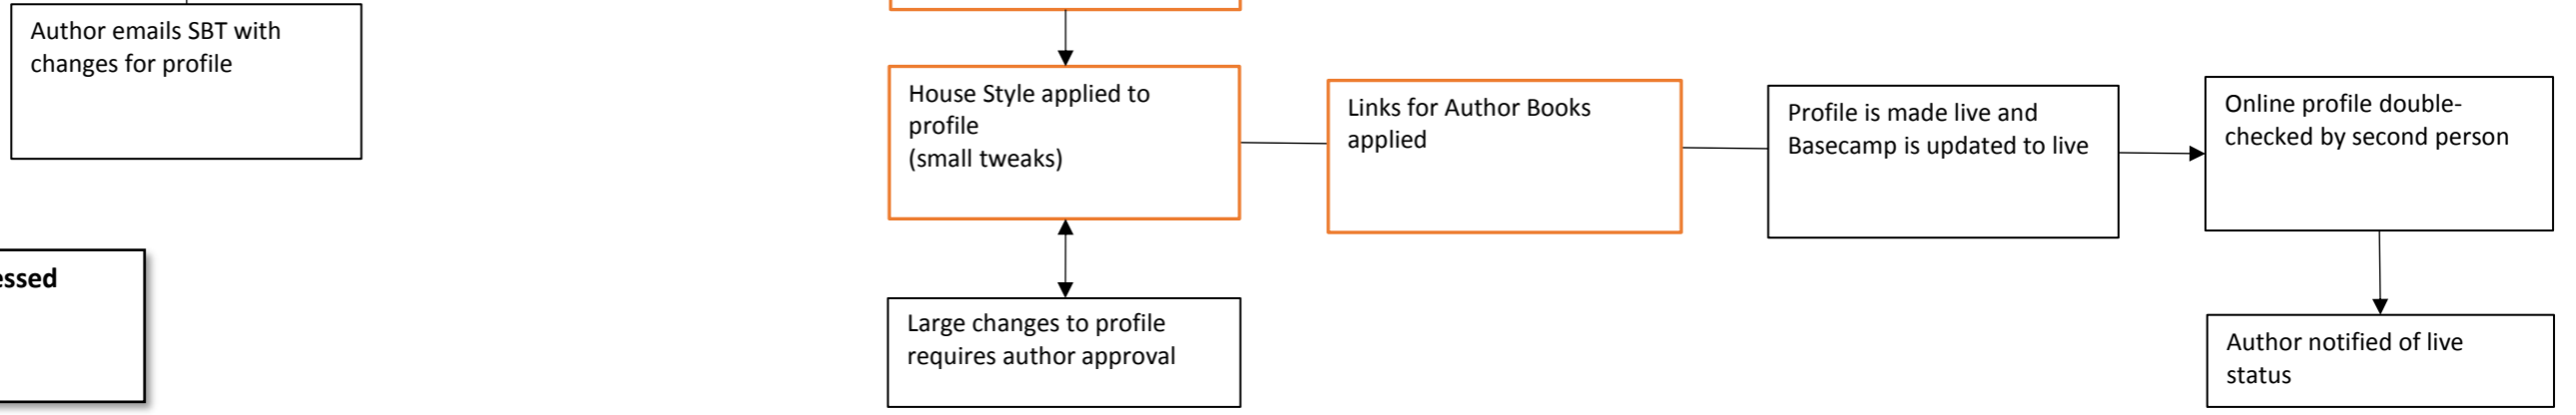 Author emails SBT with
changes for profile
House Style applied to
profile
(small tweaks)
Links for Author Books
applied
Profile is made live and
Basecamp is updated to live
Online profile double-
checked by second person
essed
Large changes to profile
requires author approval
Author notified of live
status